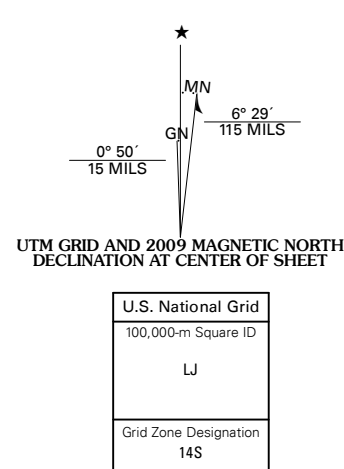 ★
MN
6° 29´
115 MILS
GN
0° 50´
15 MILS
UTM GRID AND 2009 MAGNETIC NORTH
DECLINATION AT CENTER OF SHEET
U.S. National Grid
100,000-m Square ID
LJ
Grid Zone Designation
14S